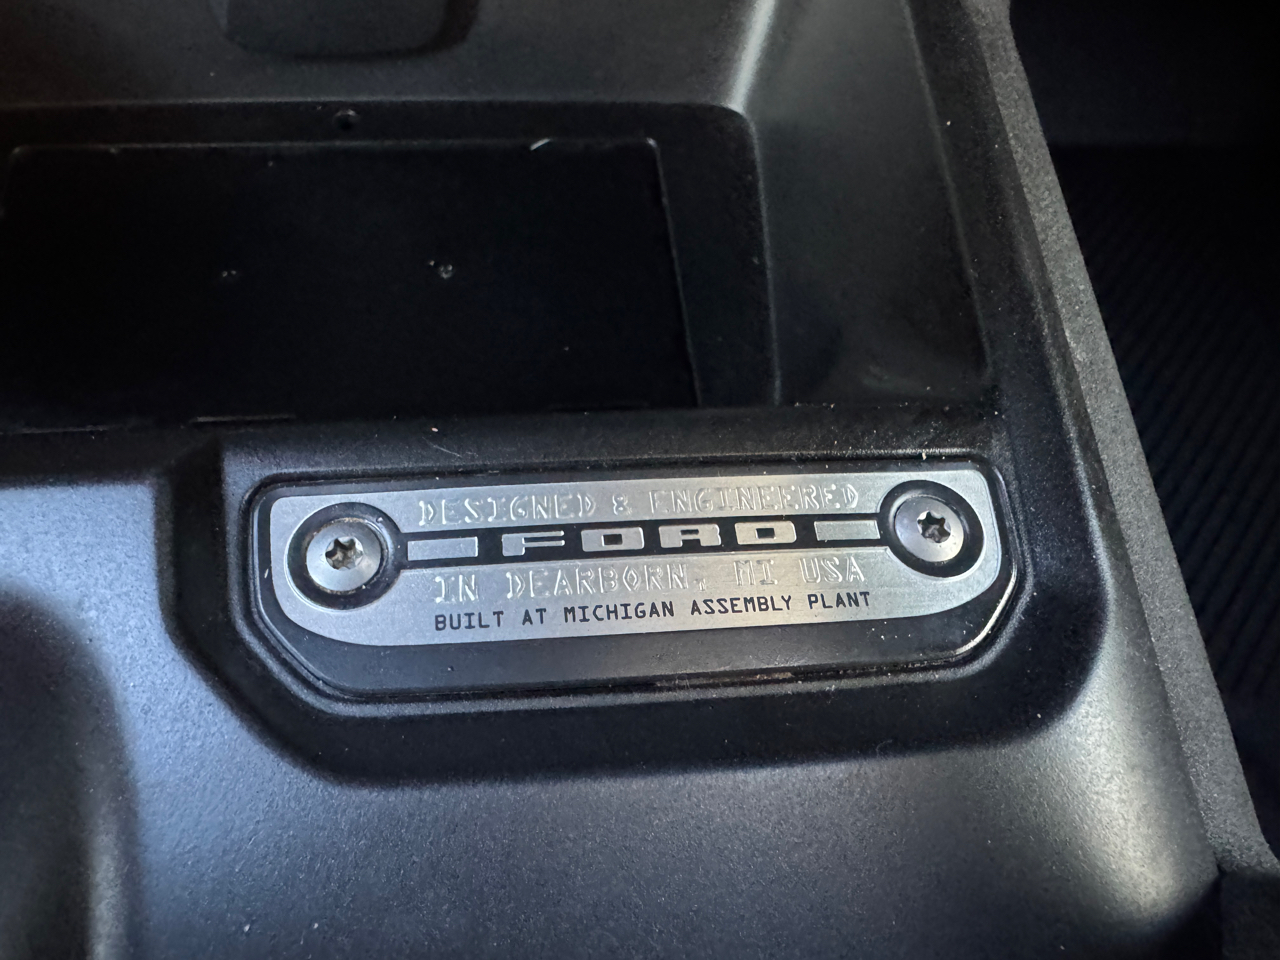 DESIGNED & ENGINEERED
FORD
IN DEARBORN, MI USA
BUILT AT MICHIGAN ASSEMBLY PLANT